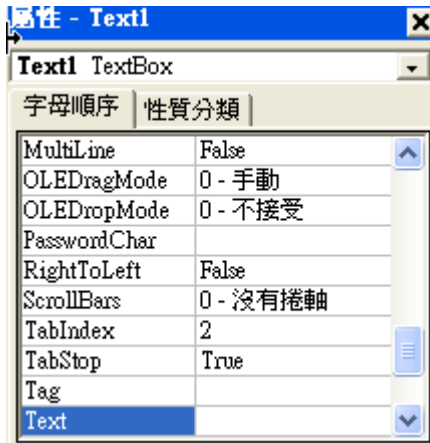 屬性 - Text1
Text1 TextBox
字母順序 性質分類
MultiLine False
OLEDragMode 0 - 手動
OLEDropMode 0 - 不接受
PasswordChar
RightToLeft False
ScrollBars 0 - 沒有捲軸
TabIndex 2
TabStop True
Tag
Text